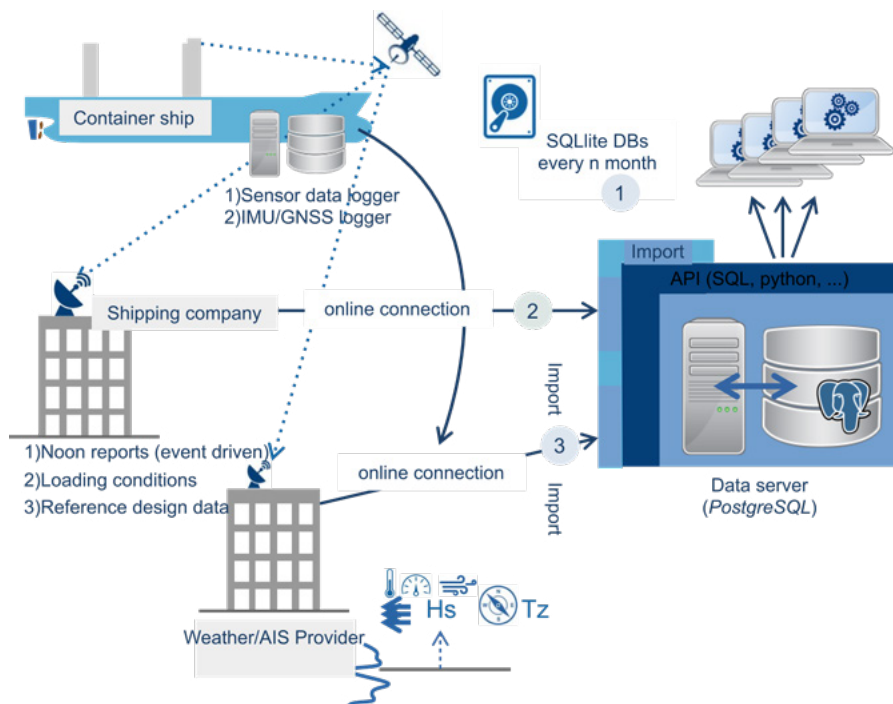 Container ship
1)Sensor data logger
2)IMU/GNSS logger
SQLlite DBs
every n month
1
Import
API (SQL, python, ...)
Shipping company
online connection
2
Import
3
Import
online connection
1)Noon reports (event driven)
2)Loading conditions
3)Reference design data
Data server
(PostgreSQL)
Hs
Tz
Weather/AIS Provider